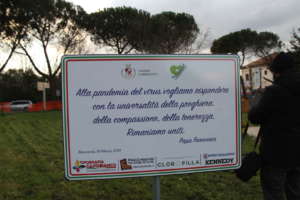 Alla pandemia del virus vogliamo rispondere
con la universalità della preghiera,
della compassione, della tenerezza.
Rimaniamo uniti.
Papa Francesco
KENNEDY